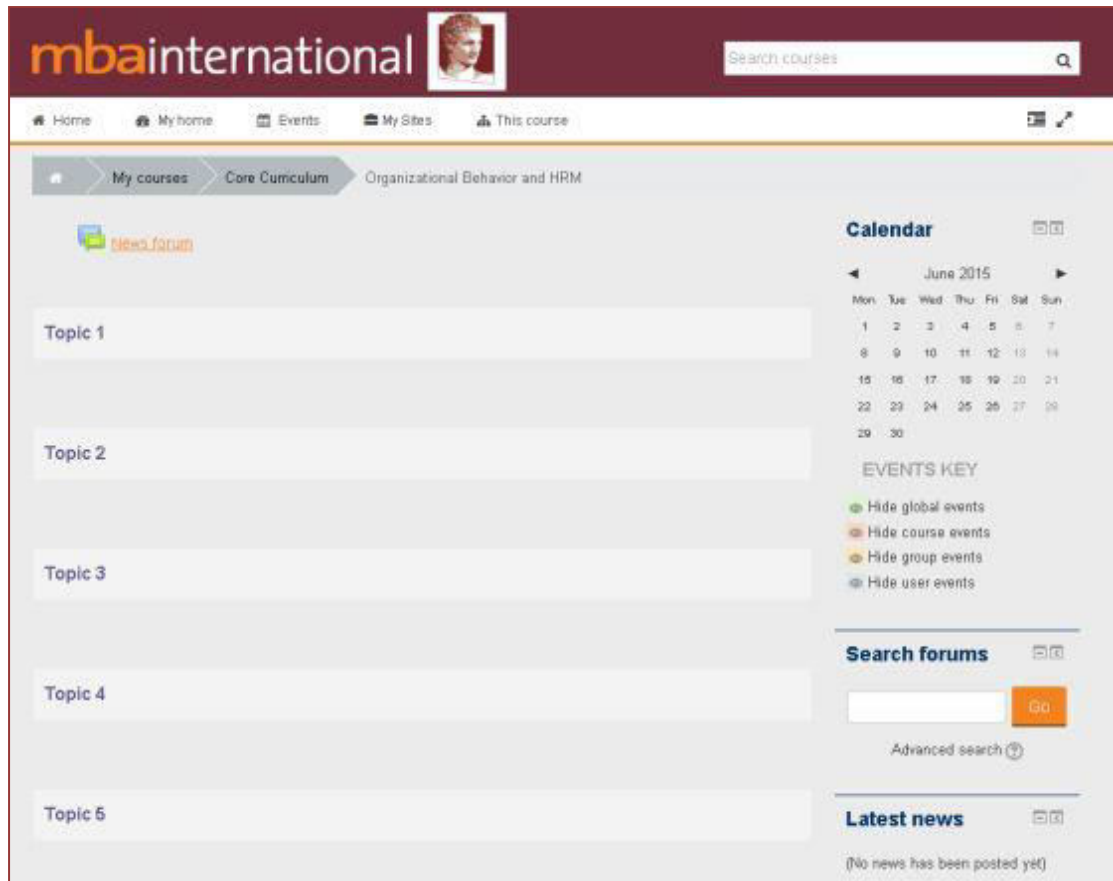 mbainternational
Search courses
Home My home Events My Sites This course
My courses Core Curriculum Organizational Behavior and HRM
News forum
Topic 1
Topic 2
Topic 3
Topic 4
Topic 5
Calendar
June 2015
Mon Tue Wed Thu Fri Sat Sun
1 2 3 4 5 6 7
8 9 10 11 12 13 14
15 16 17 18 19 20 21
22 23 24 25 26 27 28
29 30
EVENTS KEY
Hide global events
Hide course events
Hide group events
Hide user events
Search forums
Go
Advanced search
Latest news
(No news has been posted yet)